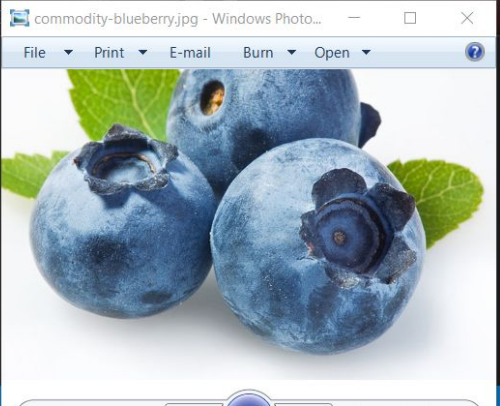 commodity-blueberry.jpg - Windows Photo...
File Print E-mail Burn Open ?